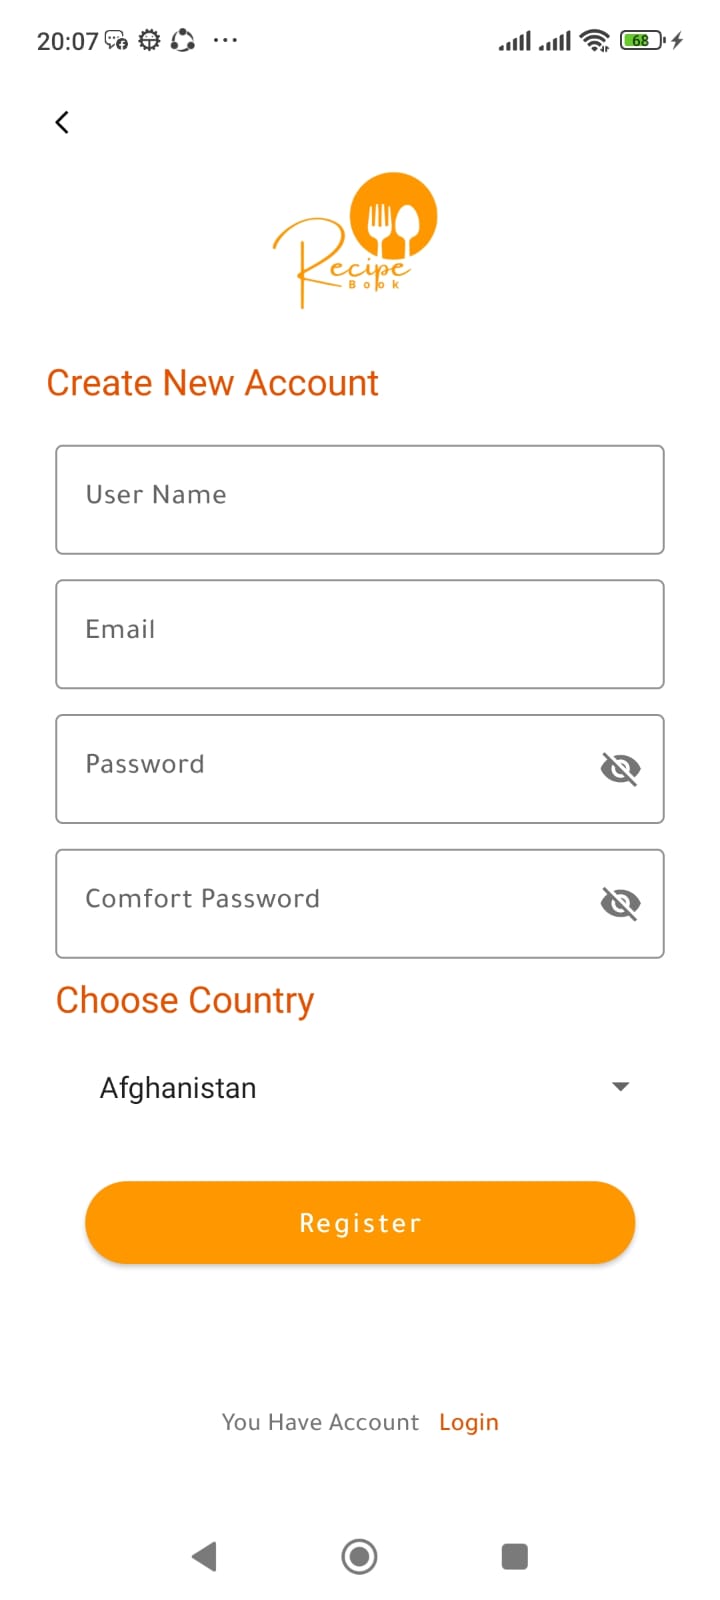 20:07
68
Recipe
Book
Create New Account
User Name
Email
Password
Comfort Password
Choose Country
Afghanistan
Register
You Have Account Login